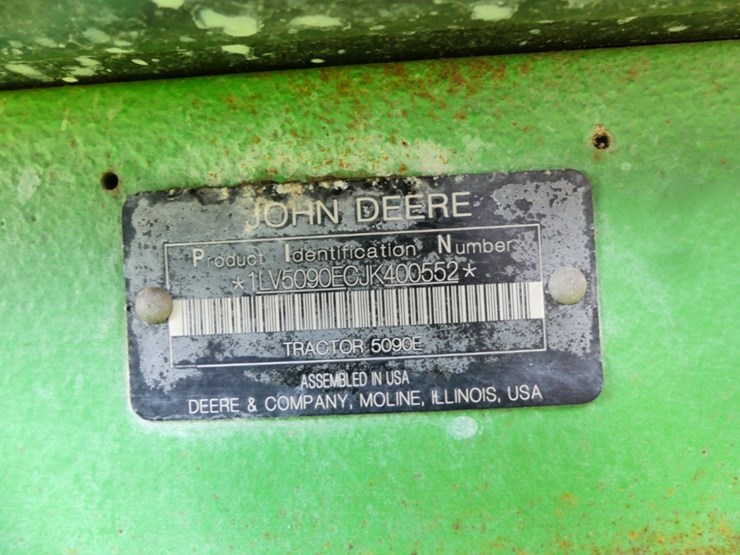 JOHN DEERE
Product Identification Number
*1LV5090ECJK400552*
TRACTOR 5090E
ASSEMBLED IN USA
DEERE & COMPANY, MOLINE, ILLINOIS, USA